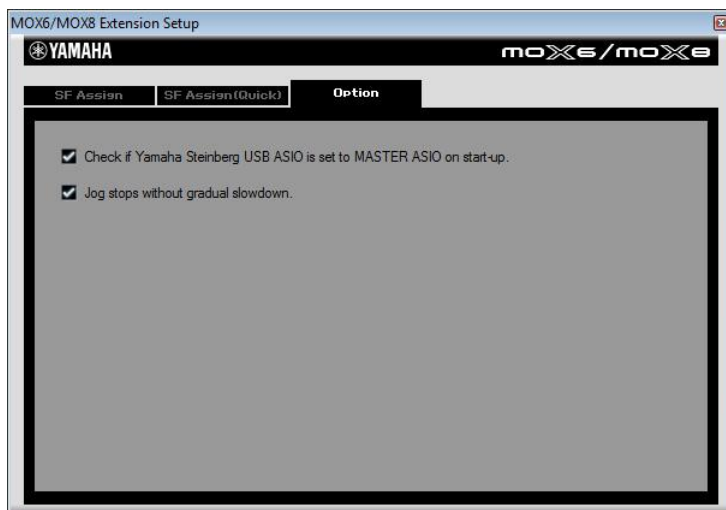 MOX6/MOX8 Extension Setup
YAMAHA
moX6/moX8
SF Assign
SF Assign(Quick)
Option
Check if Yamaha Steinberg USB ASIO is set to MASTER ASIO on start-up.
Jog stops without gradual slowdown.